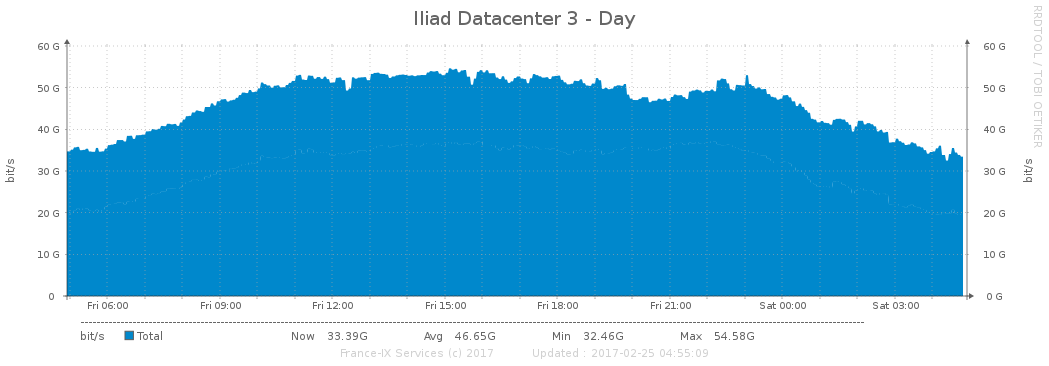 Iliad Datacenter 3 - Day
RRDTOOL / TOBI OETIKER
60 G 60 G
50 G 50 G
40 G 40 G
30 G 30 G
20 G 20 G
10 G 10 G
0 0 G
bit/s bit/s
Fri 06:00 Fri 09:00 Fri 12:00 Fri 15:00 Fri 18:00 Fri 21:00 Sat 00:00 Sat 03:00
bit/s Total Now 33.39G Avg 46.65G Min 32.46G Max 54.58G
France-IX Services (c) 2017 Updated : 2017-02-25 04:55:09